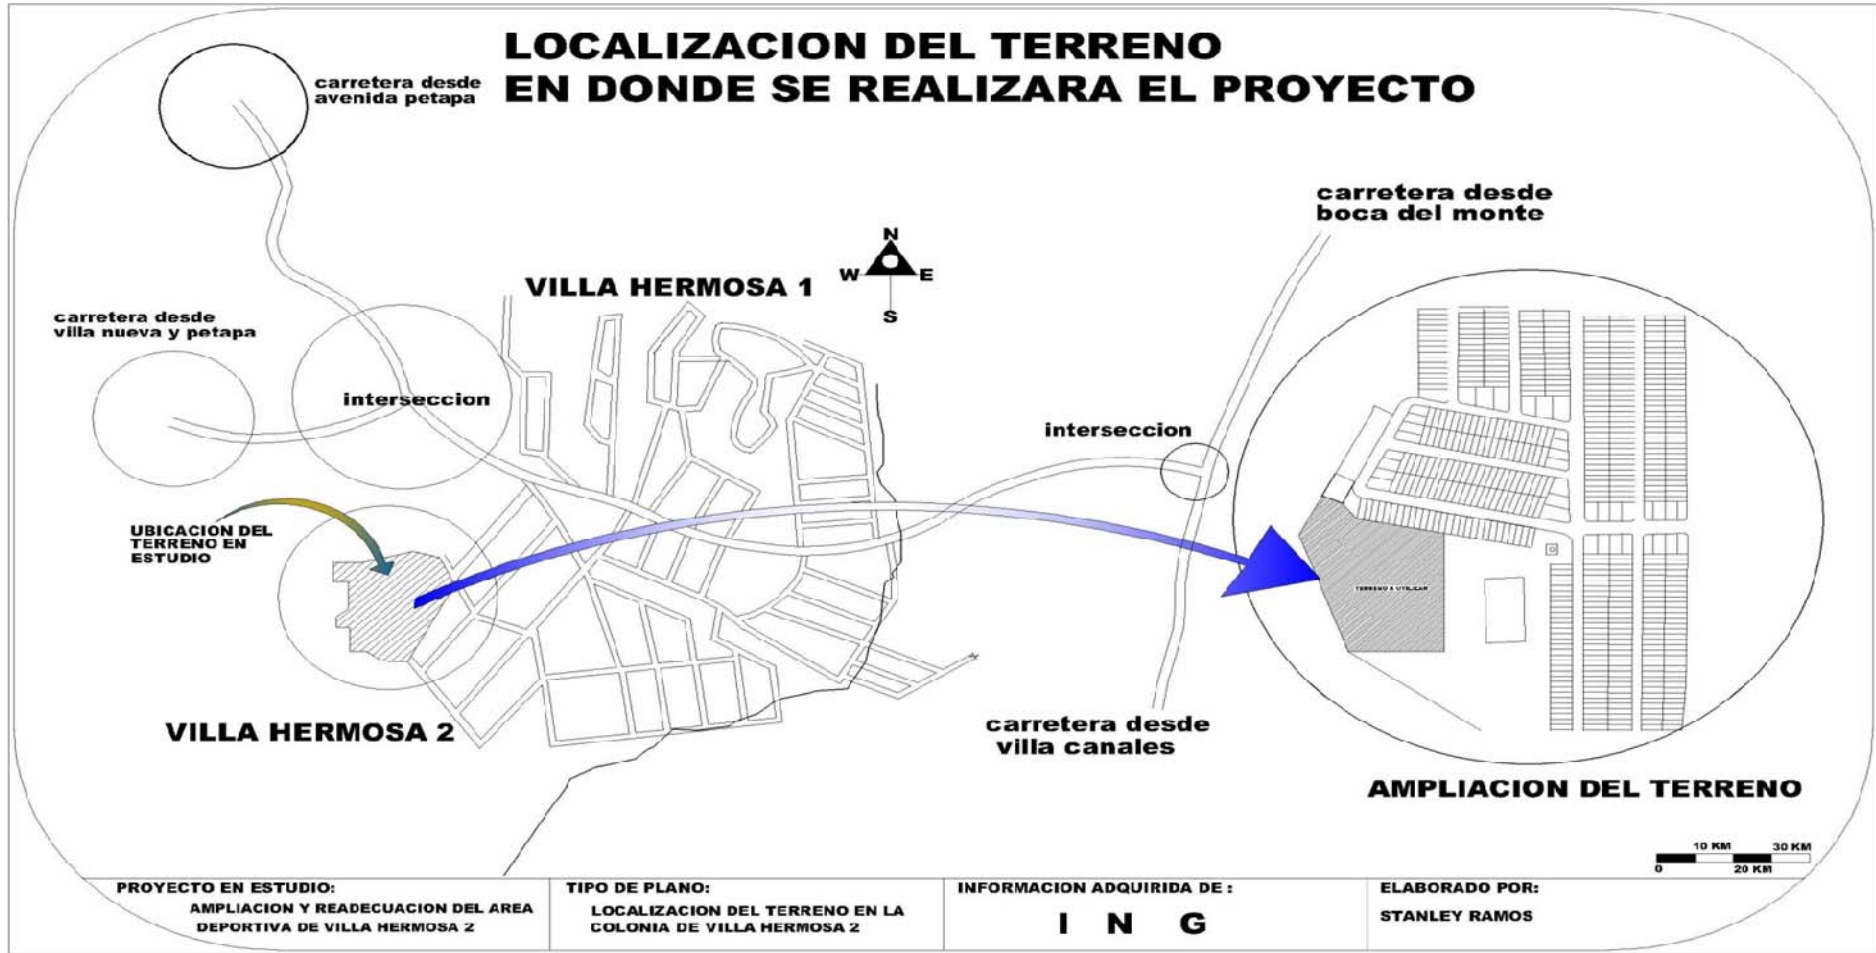 LOCALIZACION DEL TERRENO
EN DONDE SE REALIZARA EL PROYECTO
carretera desde
avenida petapa
carretera desde
boca del monte
N
W
E
S
VILLA HERMOSA 1
carretera desde
villa nueva y petapa
interseccion
interseccion
UBICACION DEL
TERRENO EN
ESTUDIO
TERRENO A UTILIZAR
VILLA HERMOSA 2
carretera desde
villa canales
AMPLIACION DEL TERRENO
10 KM
30 KM
0
20 KM
PROYECTO EN ESTUDIO:
AMPLIACION Y READECUACION DEL AREA
DEPORTIVA DE VILLA HERMOSA 2
TIPO DE PLANO:
LOCALIZACION DEL TERRENO EN LA
COLONIA DE VILLA HERMOSA 2
INFORMACION ADQUIRIDA DE :
I N G
ELABORADO POR:
STANLEY RAMOS